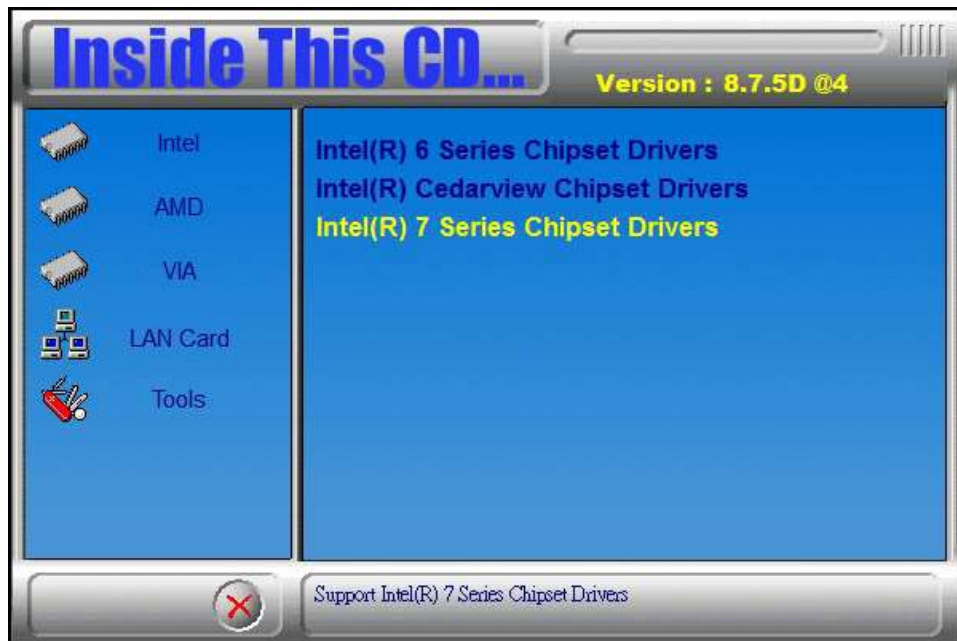 Inside This CD...
Version : 8.7.5D @4
Intel
AMD
VIA
LAN Card
Tools
Intel(R) 6 Series Chipset Drivers
Intel(R) Cedarview Chipset Drivers
Intel(R) 7 Series Chipset Drivers
Support Intel(R) 7 Series Chipset Drivers